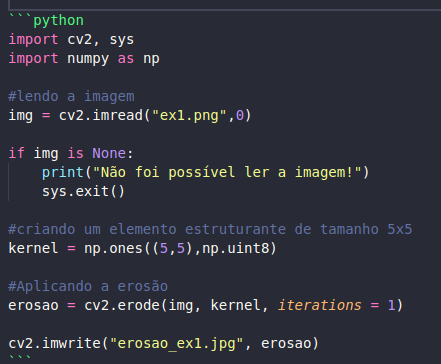 ```python
import cv2, sys
import numpy as np
#lendo a imagem
img = cv2.imread("ex1.png",0)
if img is None:
    print("Não foi possível ler a imagem!")
    sys.exit()
#criando um elemento estruturante de tamanho 5x5
kernel = np.ones((5,5),np.uint8)
#Aplicando a erosão
erosao = cv2.erode(img, kernel, iterations = 1)
cv2.imwrite("erosao_ex1.jpg", erosao)
```